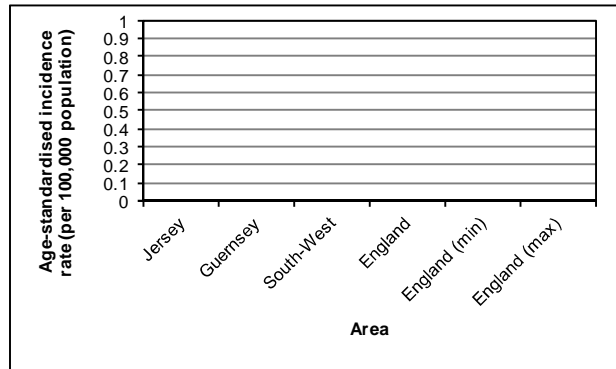 Age-standardised incidence
rate (per 100,000 population)
1
0.9
0.8
0.7
0.6
0.5
0.4
0.3
0.2
0.1
0
Jersey
Guernsey
South-West
England
England (min)
England (max)
Area